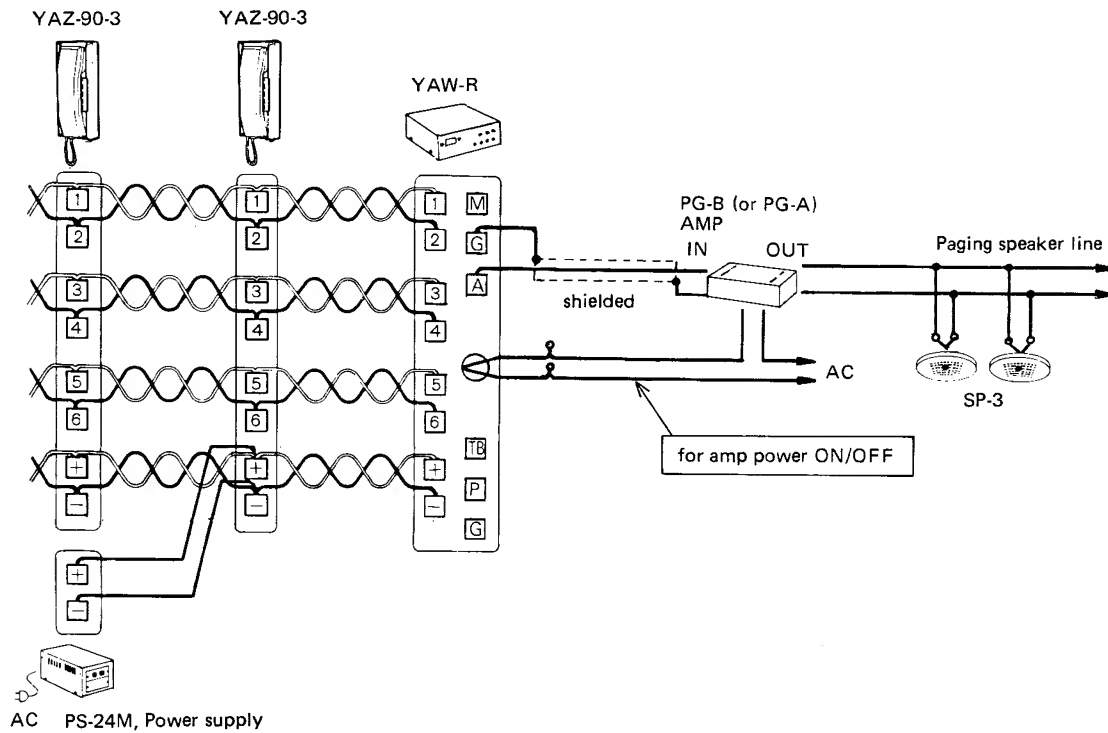 YAZ-90-3
YAZ-90-3
YAW-R
1
2
3
4
5
6
+
−
1
2
3
4
5
6
+
−
1
2
3
4
5
6
+
−
M
G
A
TB
P
G
shielded
PG-B (or PG-A)
AMP
IN
OUT
Paging speaker line
AC
SP-3
for amp power ON/OFF
+
−
AC PS-24M, Power supply